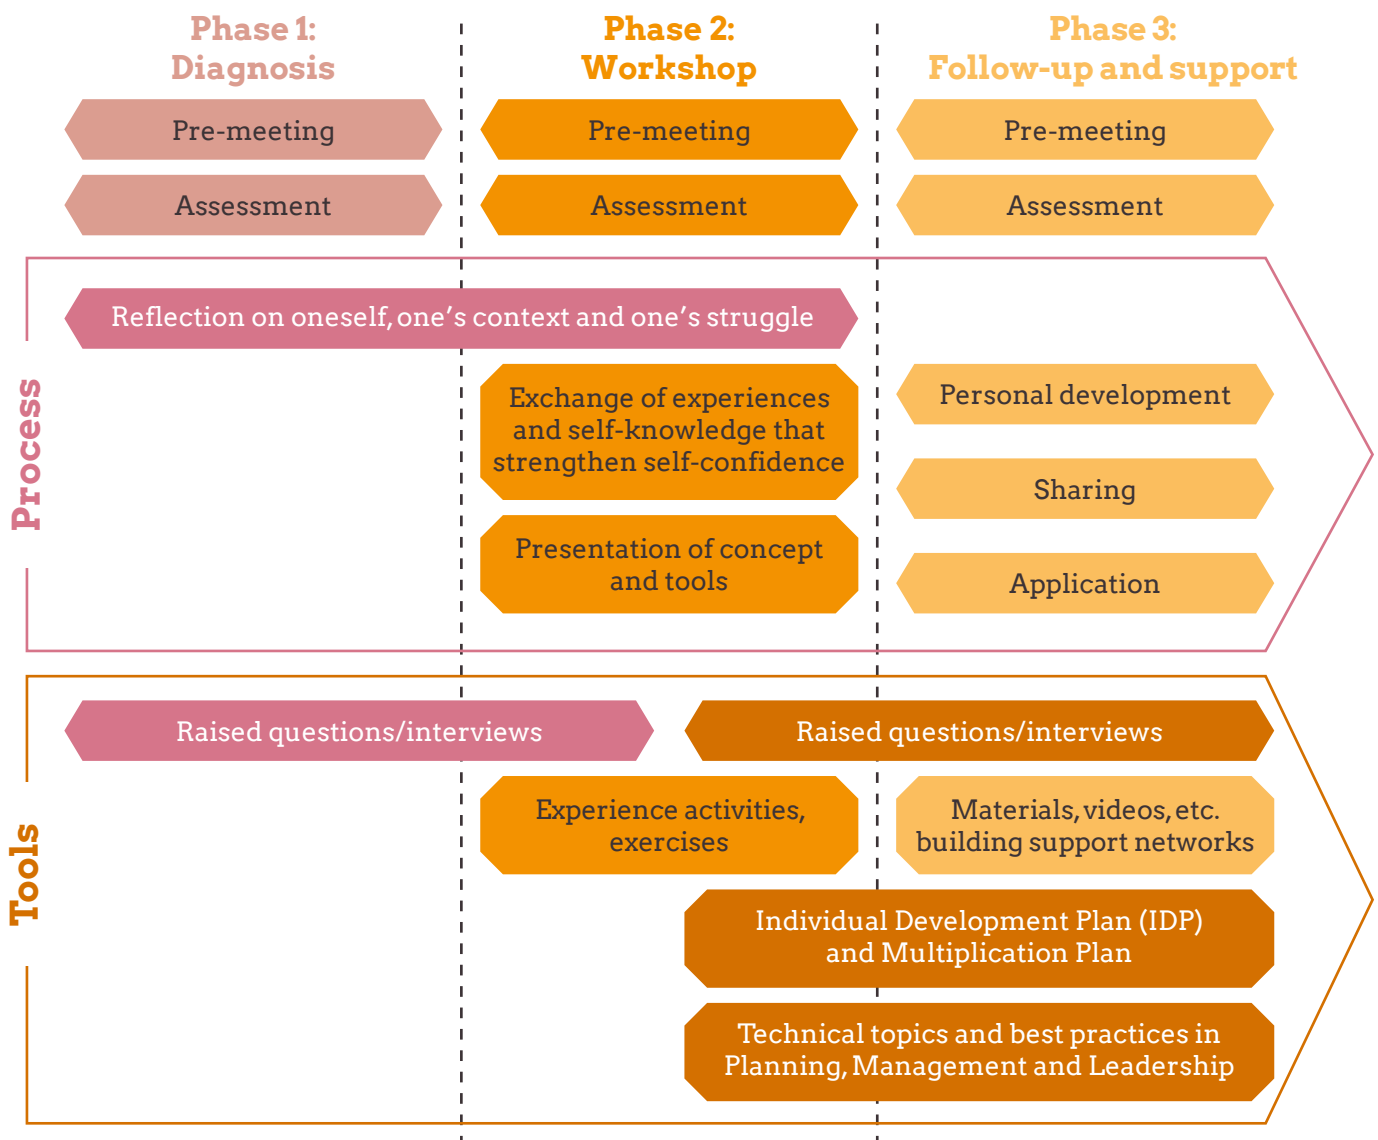 Phase 1:
Diagnosis
Phase 2:
Workshop
Phase 3:
Follow-up and support
Pre-meeting
Pre-meeting
Pre-meeting
Assessment
Assessment
Assessment
Process
Reflection on oneself, one’s context and one’s struggle
Exchange of experiences
and self-knowledge that
strengthen self-confidence
Personal development
Sharing
Presentation of concept
and tools
Application
Tools
Raised questions/interviews
Raised questions/interviews
Experience activities,
exercises
Materials, videos, etc.
building support networks
Individual Development Plan (IDP)
and Multiplication Plan
Technical topics and best practices in
Planning, Management and Leadership